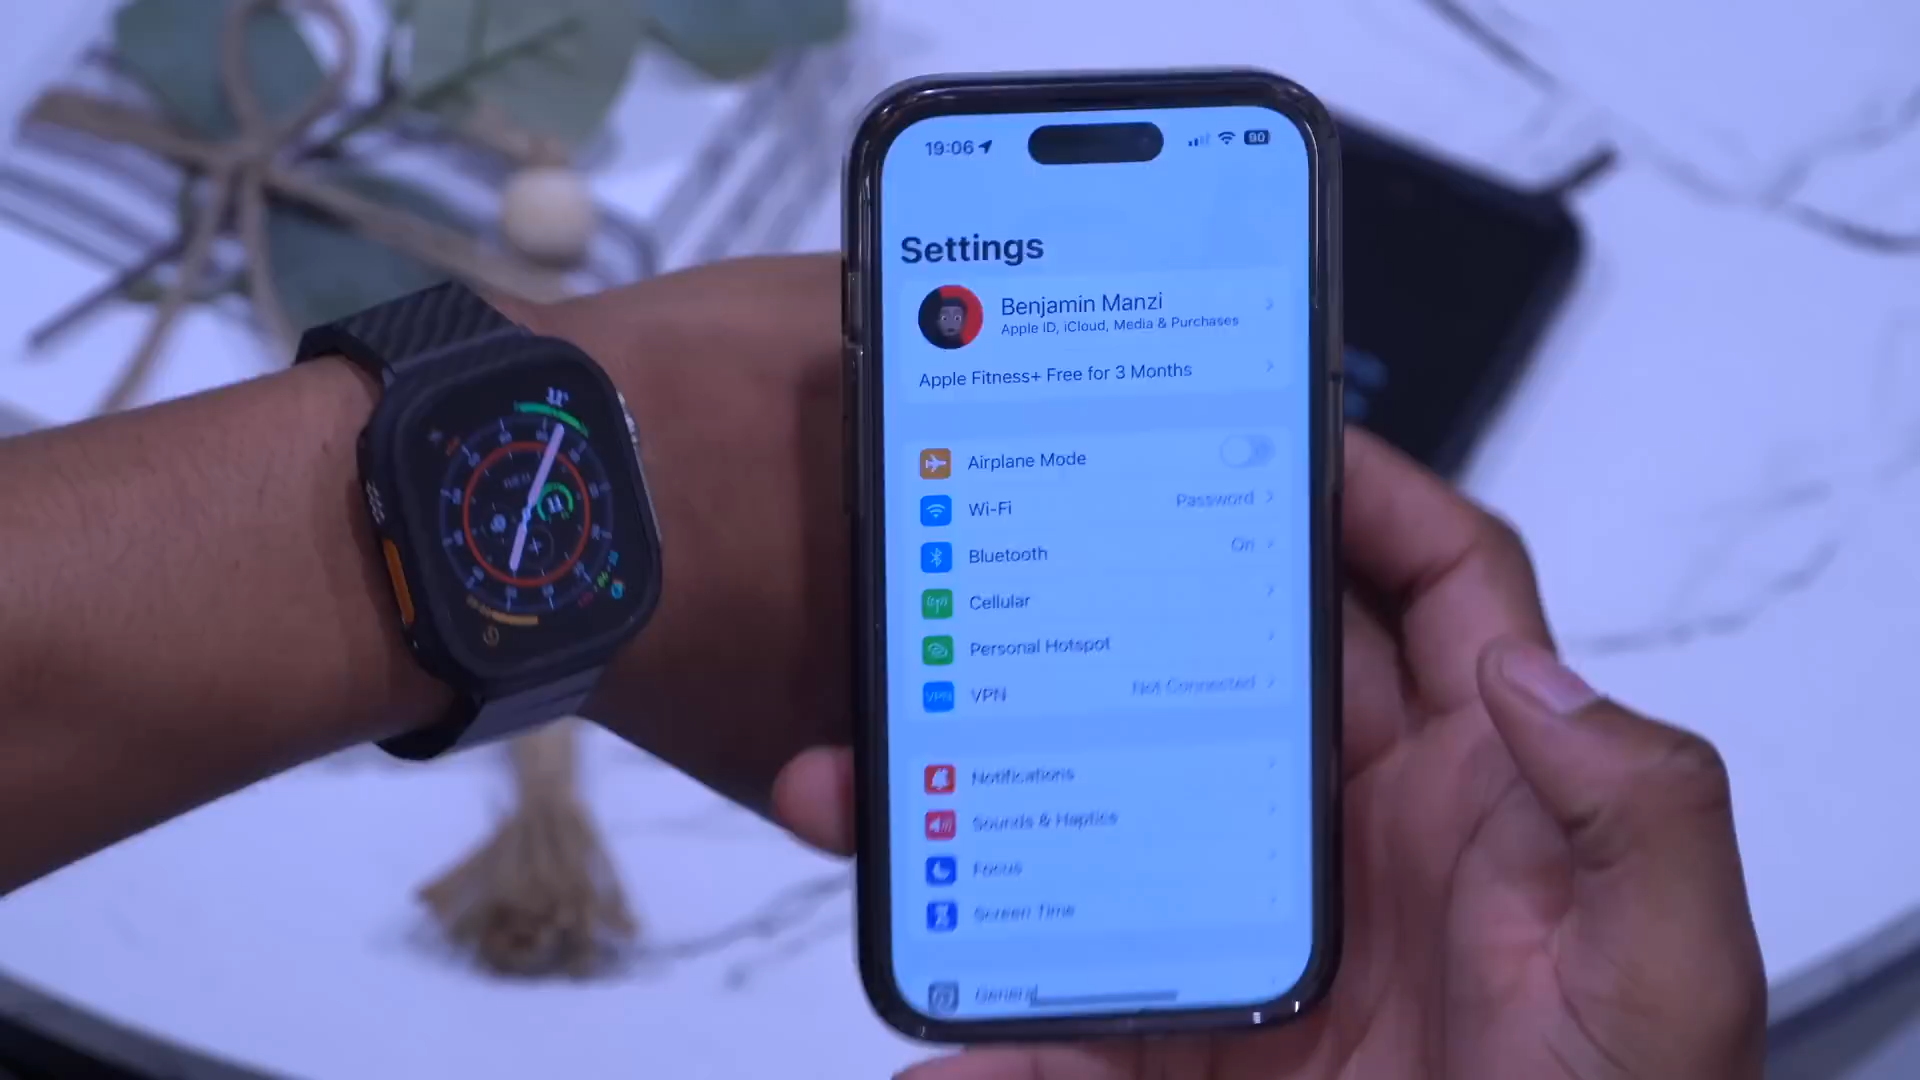 19:06
90
Settings
Benjamin Manzi
Apple ID, iCloud, Media & Purchases
Apple Fitness+ Free for 3 Months
Airplane Mode
Wi-Fi Password
Bluetooth On
Cellular
Personal Hotspot
VPN VPN Not Connected
Notifications
Sounds & Haptics
Focus
Screen Time
General